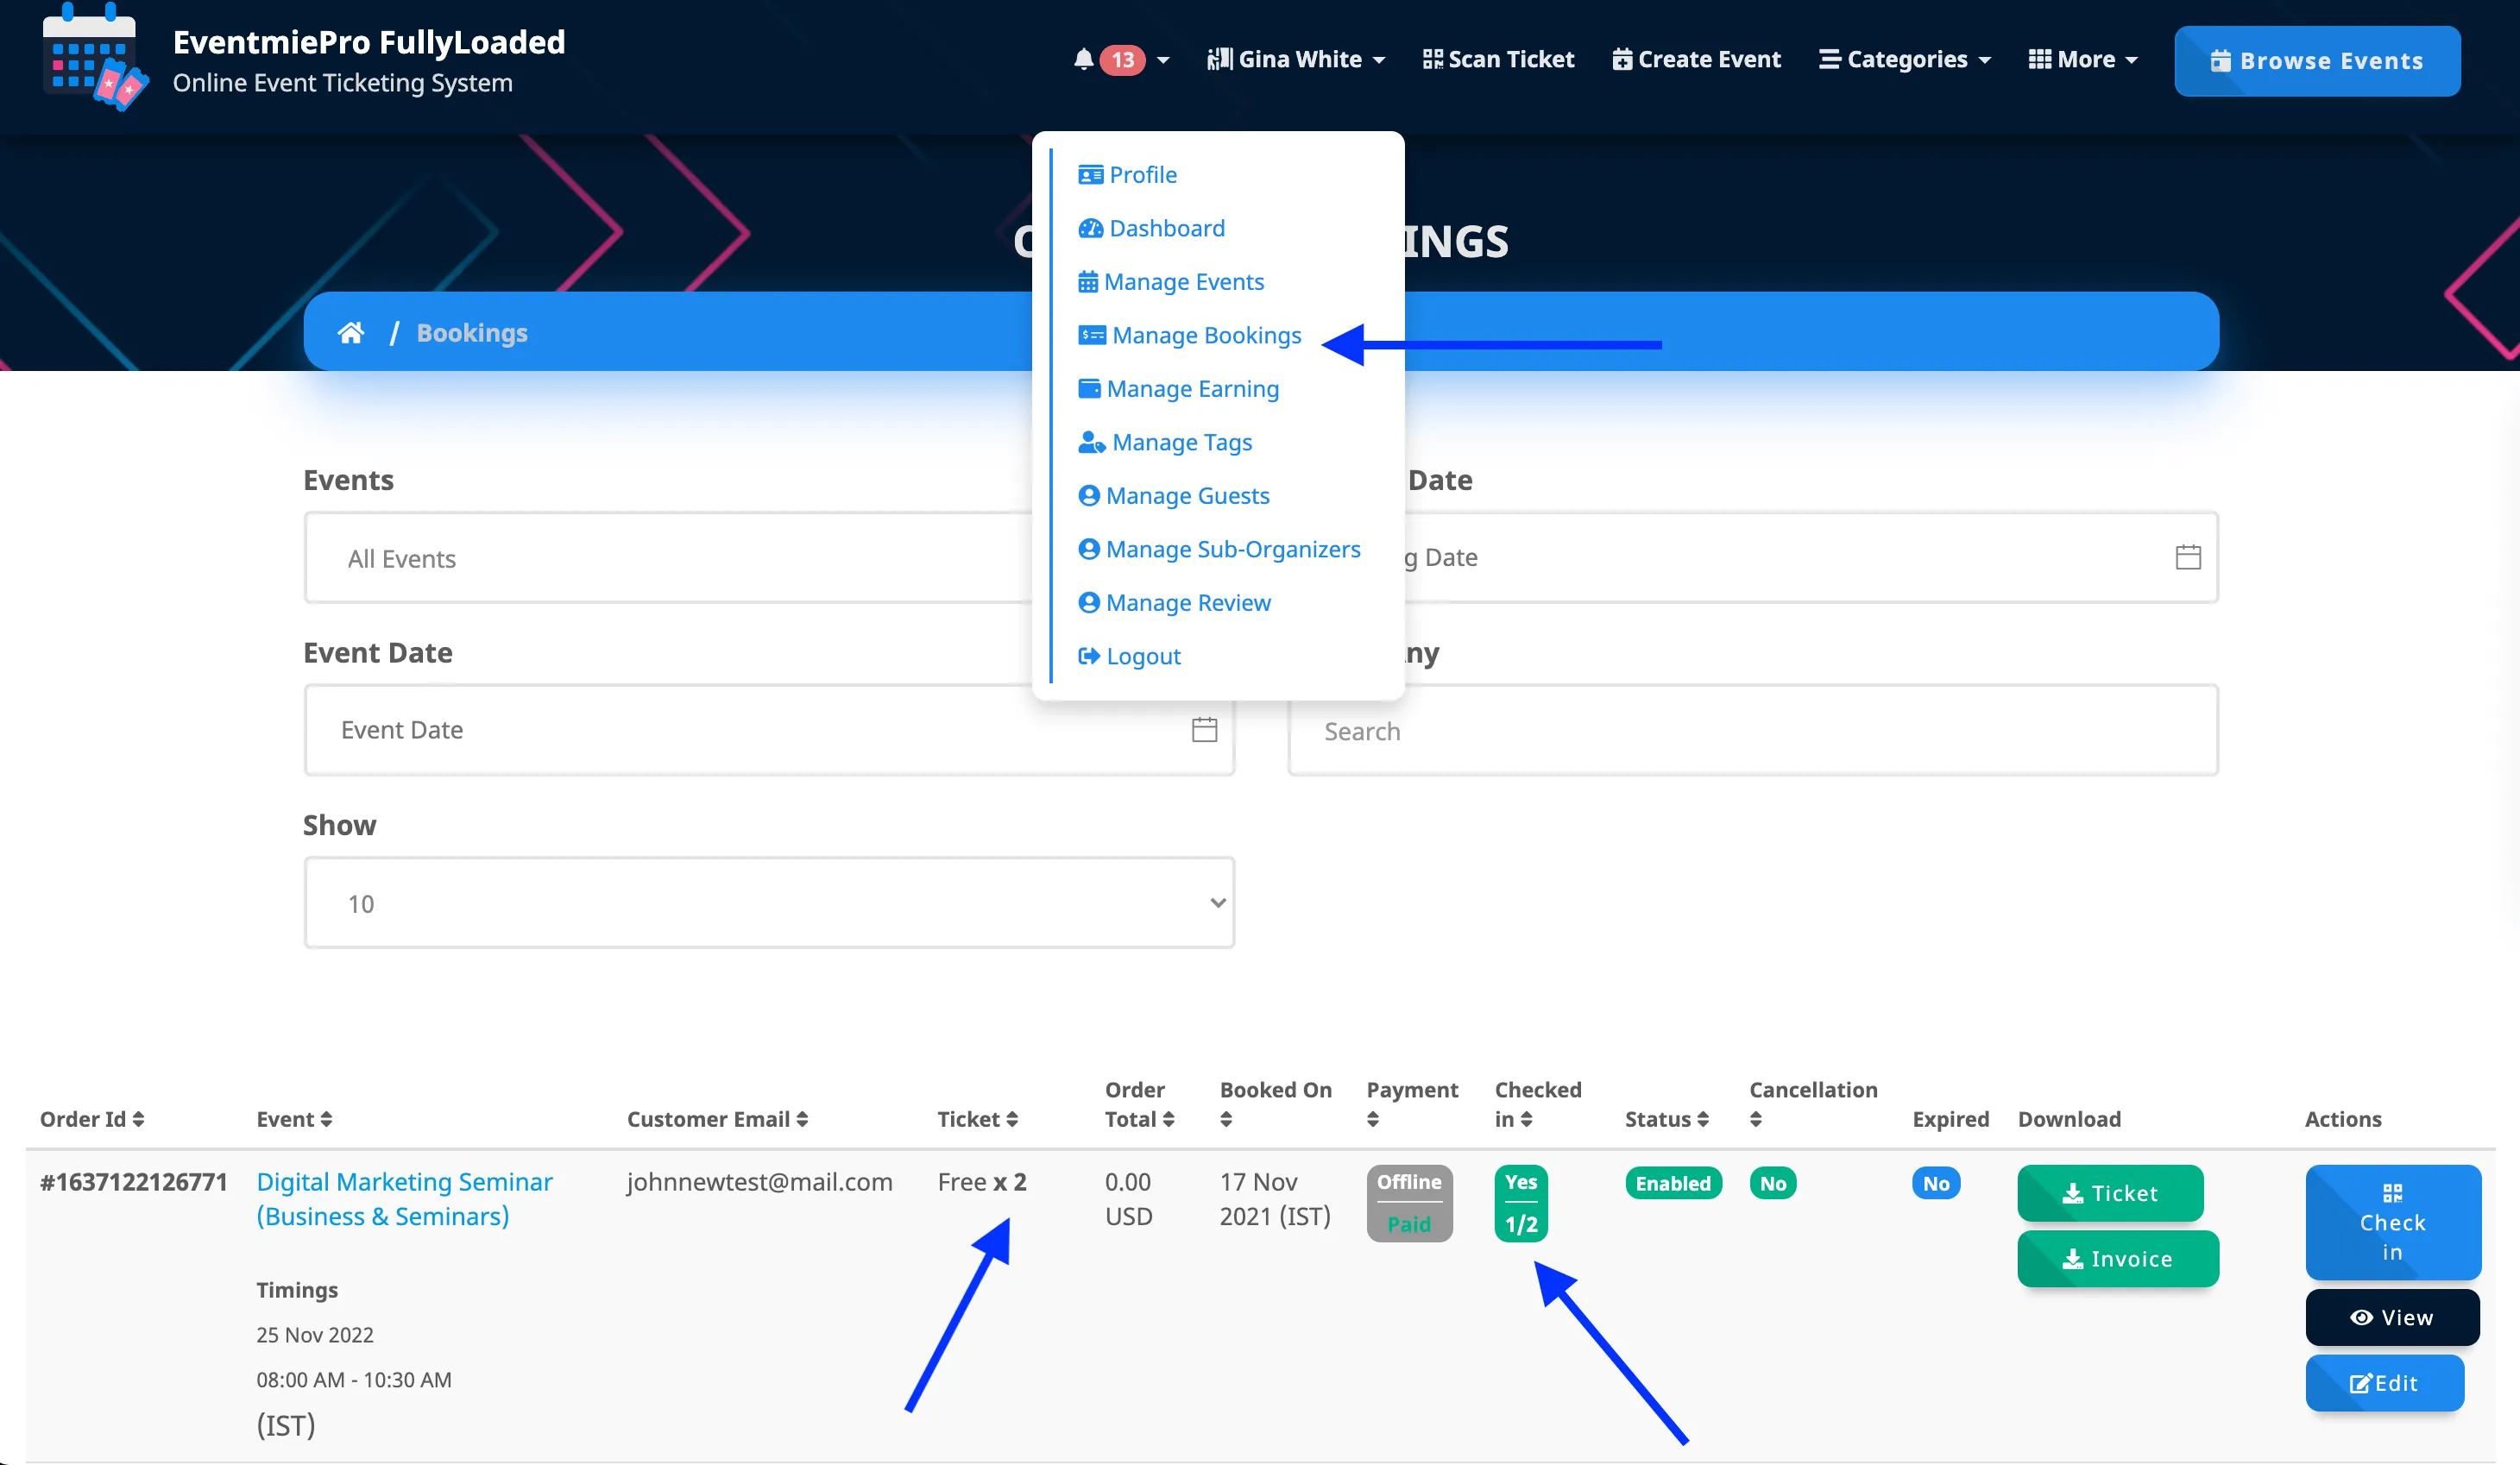 EventmiePro FullyLoaded
Online Event Ticketing System
13
Gina White
Scan Ticket
Create Event
Categories
More
Browse Events
Profile
Dashboard
Manage Events
Manage Bookings
Manage Earning
Manage Tags
Manage Guests
Manage Sub-Organizers
Manage Review
Logout
INGS
/ Bookings
Events
Date
All Events
g Date
Event Date
ny
Event Date
Search
Show
10
Order Id
Event
Customer Email
Ticket
Order
Total
Booked On
Payment
Checked
in
Status
Cancellation
Expired
Download
Actions
#1637122126771
Digital Marketing Seminar
(Business & Seminars)
Timings
25 Nov 2022
08:00 AM - 10:30 AM
(IST)
johnnewtest@mail.com
Free x 2
0.00
USD
17 Nov
2021 (IST)
Offline
Paid
Yes
1/2
Enabled
No
No
Ticket
Invoice
Check
in
View
Edit